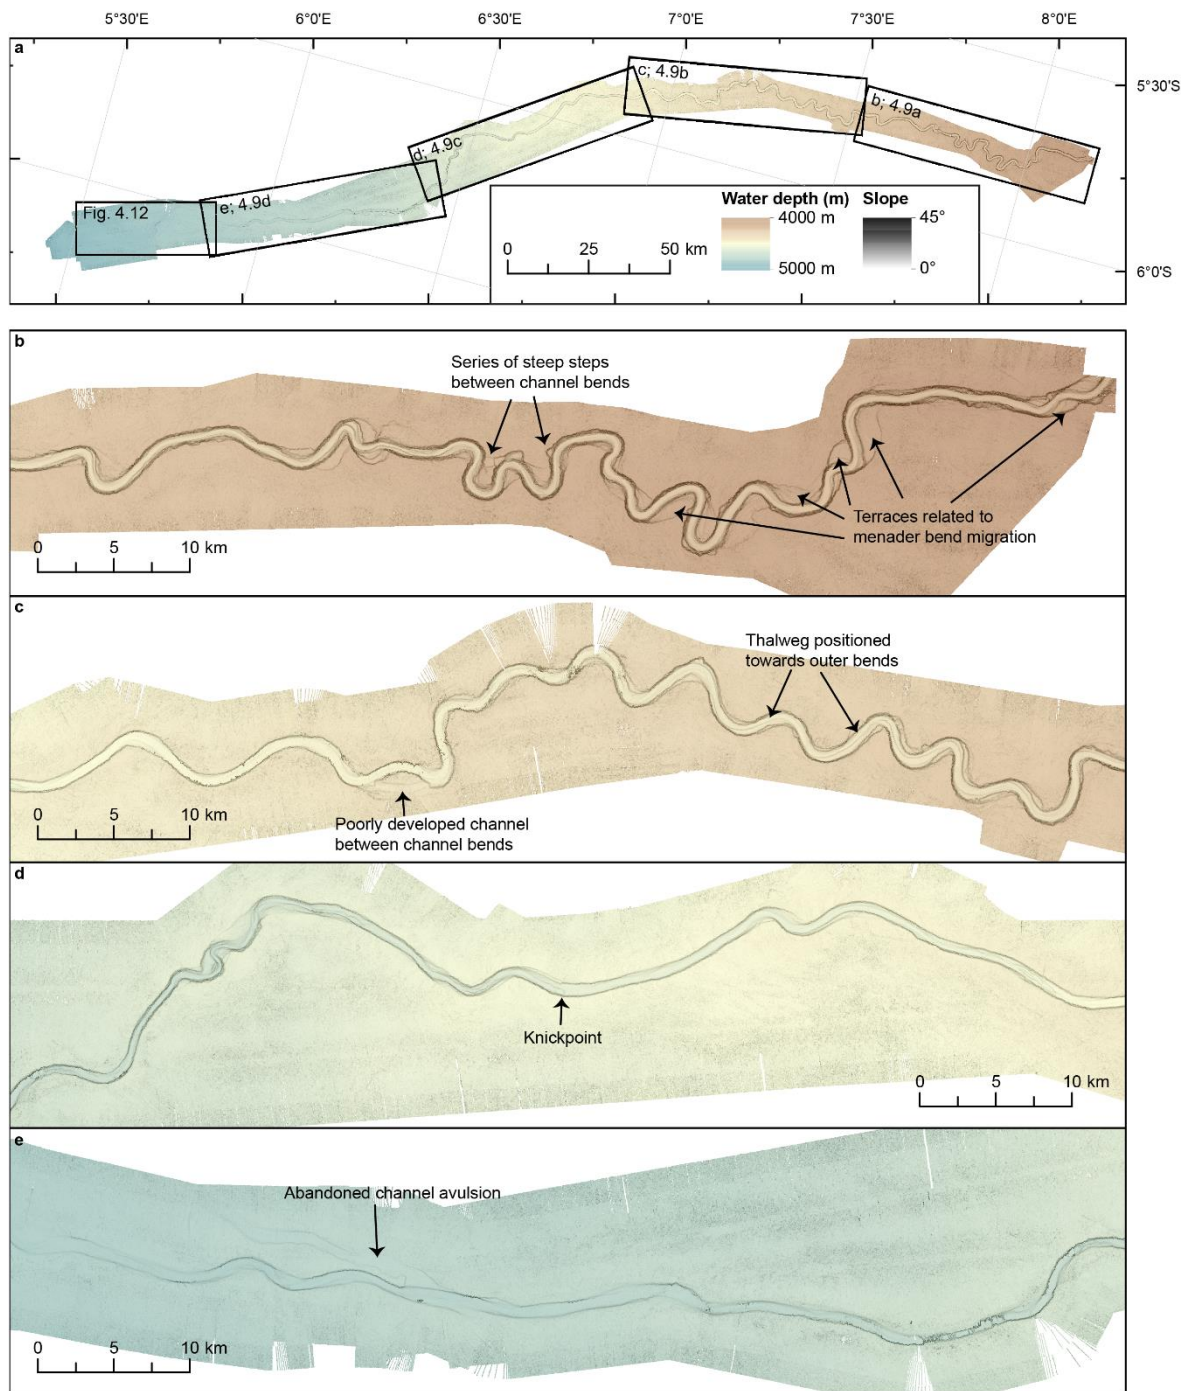 5°30'E 6°0'E 6°30'E 7°0'E 7°30'E 8°0'E
a
c; 4.9b
b; 4.9a
d; 4.9c
e; 4.9d
Fig. 4.12
5°30'S
6°0'S
Water depth (m) Slope
4000 m 45°
5000 m 0°
0 25 50 km
b
Series of steep steps
between channel bends
Terraces related to
menader bend migration
0 5 10 km
c
Thalweg positioned
towards outer bends
Poorly developed channel
between channel bends
0 5 10 km
d
Knickpoint
0 5 10 km
e
Abandoned channel avulsion
0 5 10 km